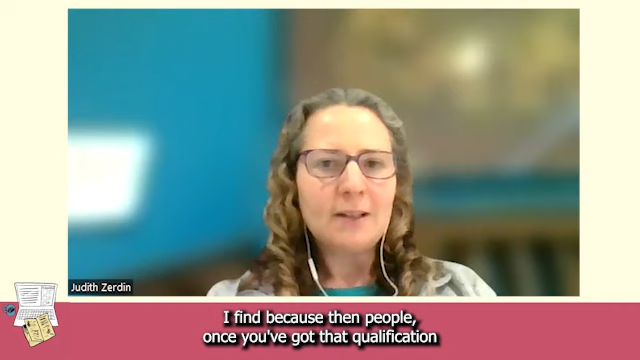 Judith Zerdin
I find because then people,
once you've got that qualification